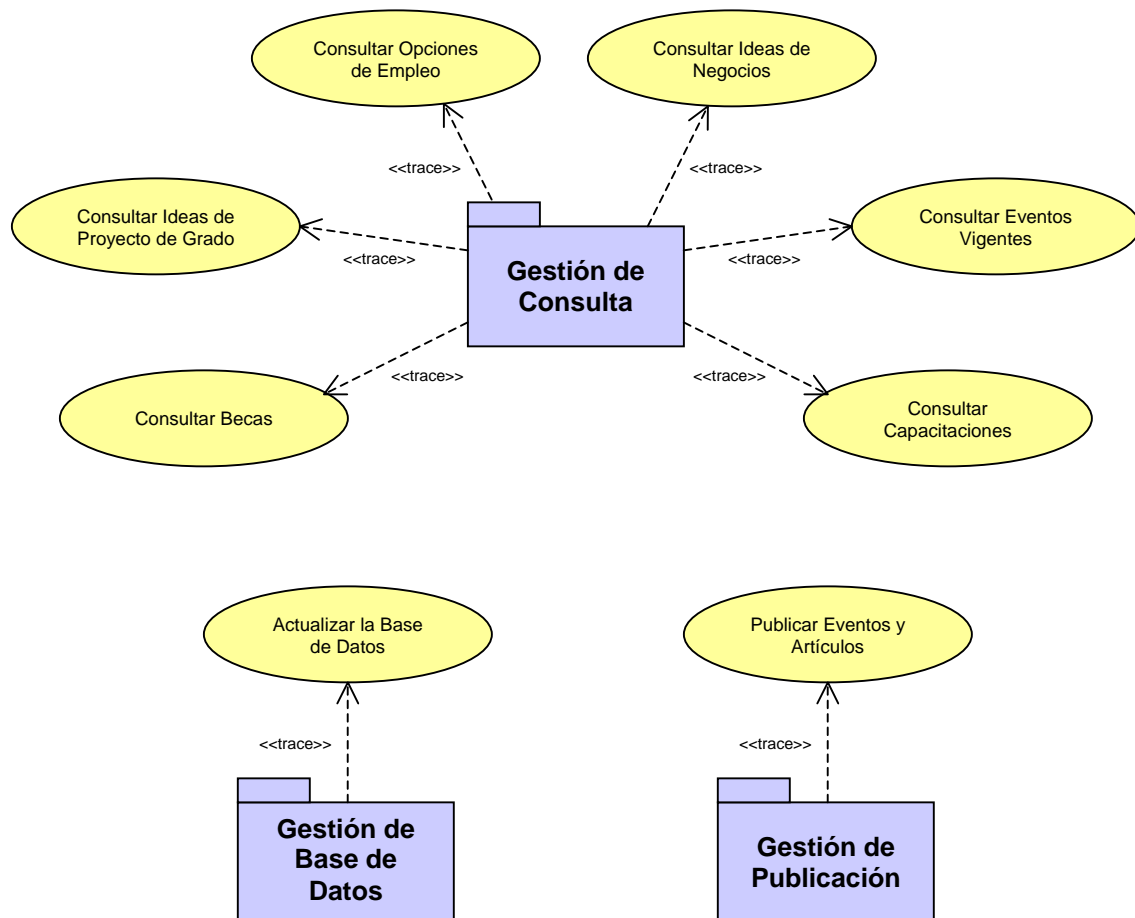 Consultar Opciones
de Empleo
Consultar Ideas de
Negocios
<<trace>>
<<trace>>
Consultar Ideas de
Proyecto de Grado
Consultar Eventos
Vigentes
<<trace>>
<<trace>>
Gestión de
Consulta
<<trace>>
<<trace>>
Consultar Becas
Consultar
Capacitaciones
Actualizar la Base
de Datos
Publicar Eventos y
Artículos
<<trace>>
<<trace>>
Gestión de
Base de
Datos
Gestión de
Publicación